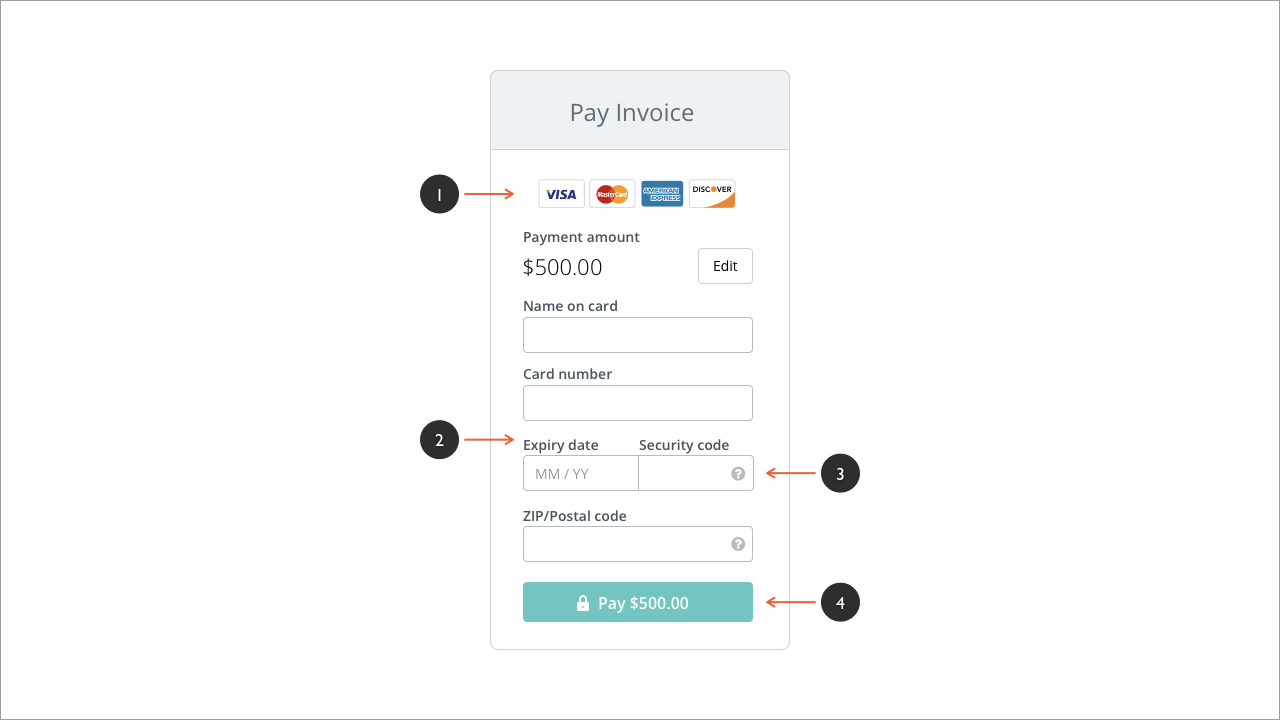 Pay Invoice
1
VISA
MasterCard
AMERICAN
EXPRESS
DISCOVER
Payment amount
$500.00
Edit
Name on card
Card number
2
Expiry date
Security code
MM / YY
?
3
ZIP/Postal code
?
Pay $500.00
4